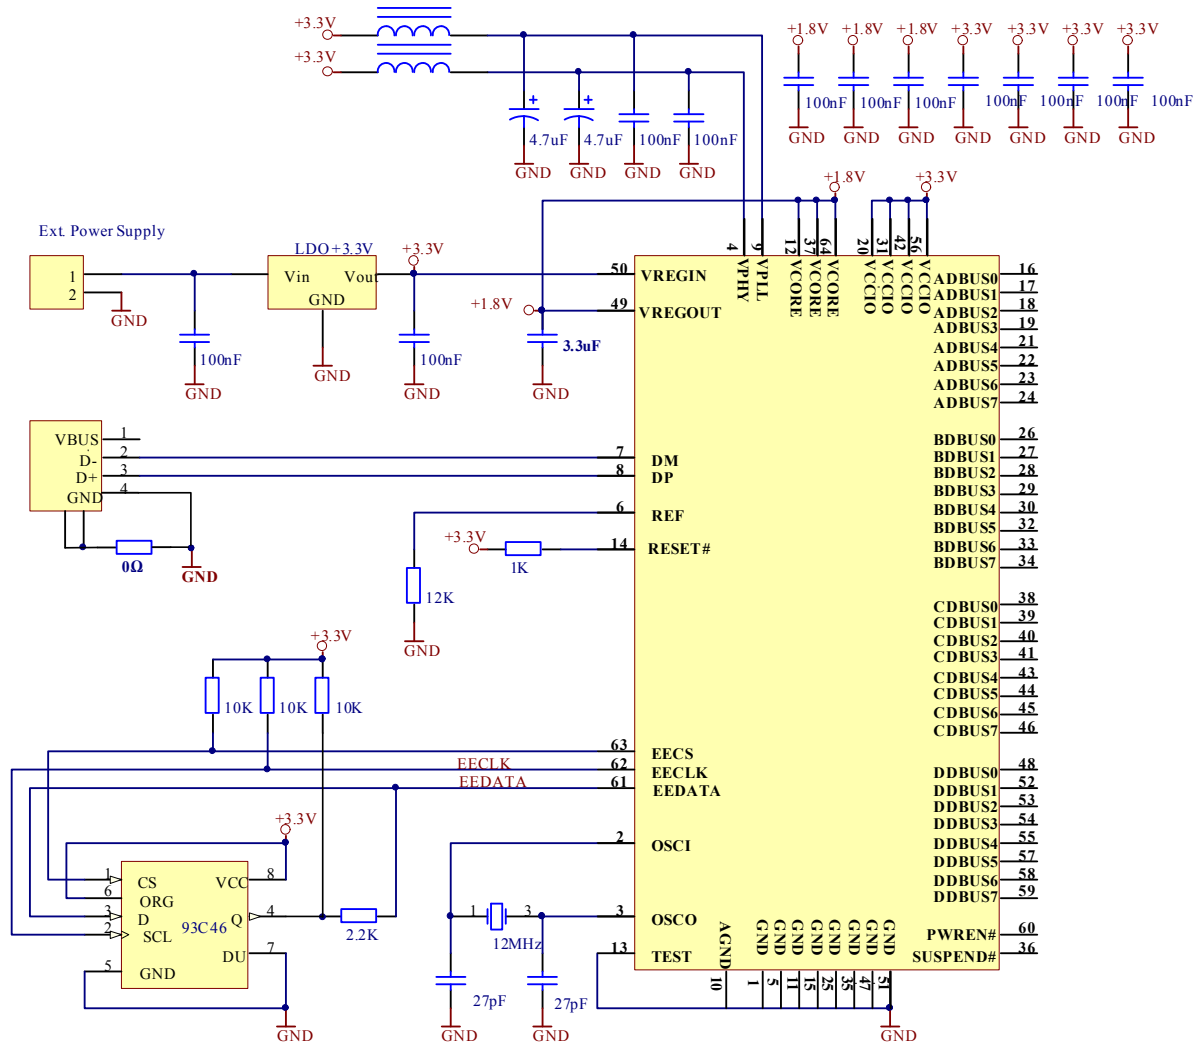 +3.3V
+3.3V
+ +
4.7uF 4.7uF 100nF 100nF
GND GND GND GND
+1.8V +1.8V +1.8V +3.3V +3.3V +3.3V +3.3V
100nF 100nF 100nF 100nF 100nF 100nF 100nF
GND GND GND GND GND GND GND
+1.8V +3.3V
4 9 12 37 64 20 31 42 56
VPHY VPLL VCORE VCORE VCORE VCCIO VCCIO VCCIO VCCIO
Ext. Power Supply
1
2
GND
100nF
GND
LDO+3.3V
Vin Vout
GND
GND
+3.3V
100nF
GND
+1.8V
3.3uF
GND
50 VREGIN
49 VREGOUT
VBUS 1
D- 2
D+ 3
GND 4
0Ω
GND
7 DM
8 DP
6 REF
14 RESET#
+3.3V
1K
12K
GND
+3.3V
10K 10K 10K
63 EECS
EECLK 62 EECLK
EEDATA 61 EEDATA
+3.3V
1 CS VCC 8
6 ORG
3 D Q 4
93C46
2 SCL
DU 7
5 GND
GND
2.2K
2 OSCI
1 3
12MHz
3 OSCO
13 TEST
27pF 27pF
GND GND
AGND GND GND GND GND GND GND GND GND
10 1 5 11 15 25 35 47 51
GND
ADBUS0 16
ADBUS1 17
ADBUS2 18
ADBUS3 19
ADBUS4 21
ADBUS5 22
ADBUS6 23
ADBUS7 24
BDBUS0 26
BDBUS1 27
BDBUS2 28
BDBUS3 29
BDBUS4 30
BDBUS5 32
BDBUS6 33
BDBUS7 34
CDBUS0 38
CDBUS1 39
CDBUS2 40
CDBUS3 41
CDBUS4 43
CDBUS5 44
CDBUS6 45
CDBUS7 46
DDBUS0 48
DDBUS1 52
DDBUS2 53
DDBUS3 54
DDBUS4 55
DDBUS5 57
DDBUS6 58
DDBUS7 59
PWREN# 60
SUSPEND# 36